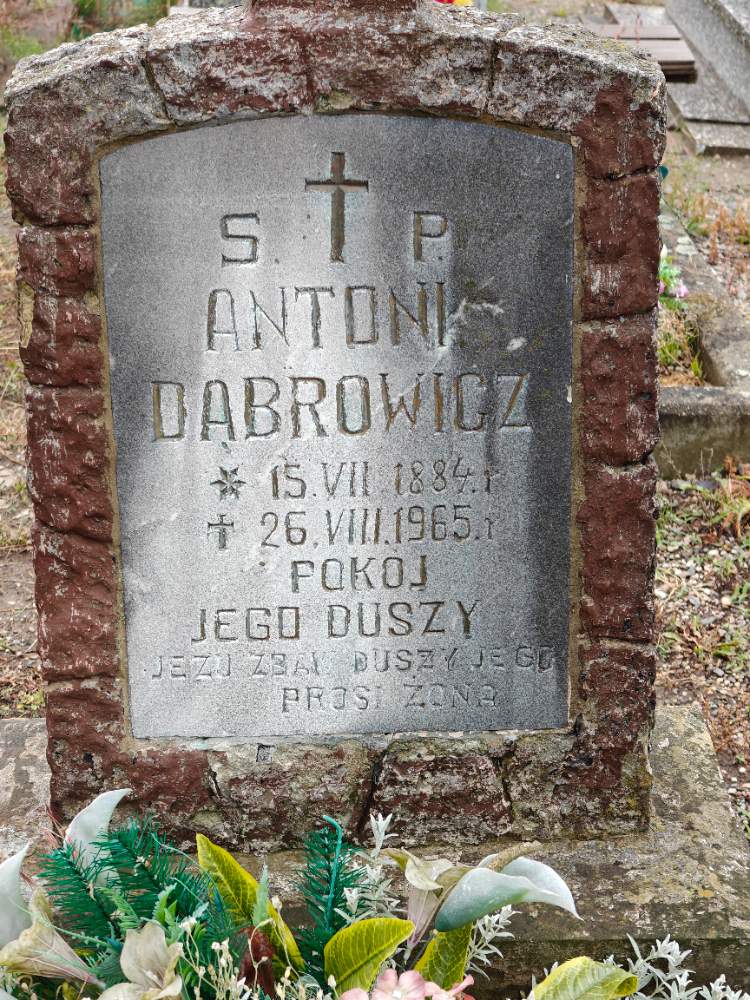 S. P.
ANTONI
DĄBROWICZ
15.VII 1884.r
26.VIII.1965.r
POKOJ
JEGO DUSZY
JEZU ZBAW DUSZY JEGO
PROSI ŻONA